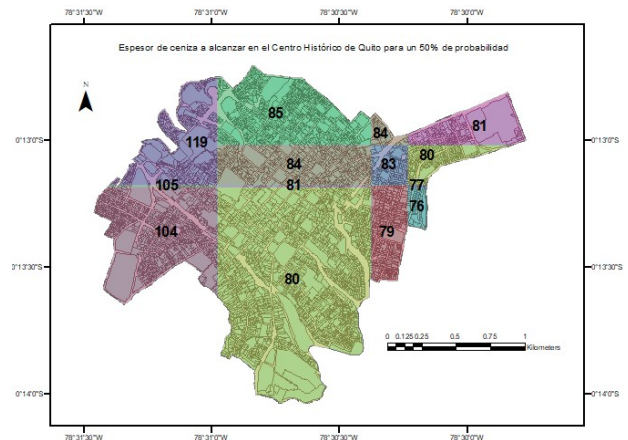 78°31'30"W 78°31'0"W 78°30'30"W 78°30'0"W
Espesor de ceniza a alcanzar en el Centro Histórico de Quito para un 50% de probabilidad
N
85
84
81
0°13'0"S 0°13'0"S
119
84
83
80
105
81
77
76
104
79
0°13'30"S
80
0 0.125 0.25 0.5 0.75 1
Kilometers
0°14'0"S 0°14'0"S
78°31'30"W 78°31'0"W 78°30'30"W 78°30'0"W